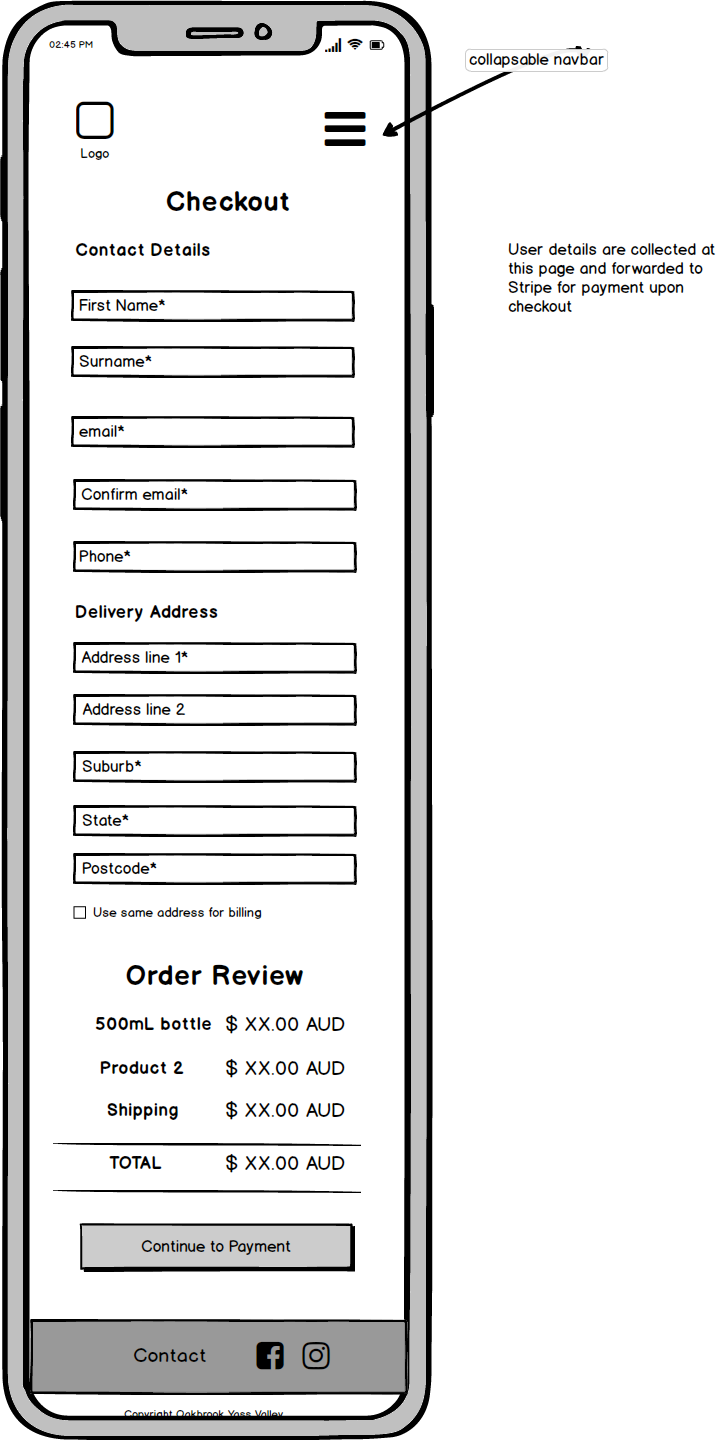 02:45 PM
collapsable navbar
Logo
Checkout
Contact Details
User details are collected at
this page and forwarded to
Stripe for payment upon
checkout
First Name*
Surname*
email*
Confirm email*
Phone*
Delivery Address
Address line 1*
Address line 2
Suburb*
State*
Postcode*
Use same address for billing
Order Review
500mL bottle $ XX.00 AUD
Product 2 $ XX.00 AUD
Shipping $ XX.00 AUD
TOTAL $ XX.00 AUD
Continue to Payment
Contact
Copyright Oakbrook Yass Valley